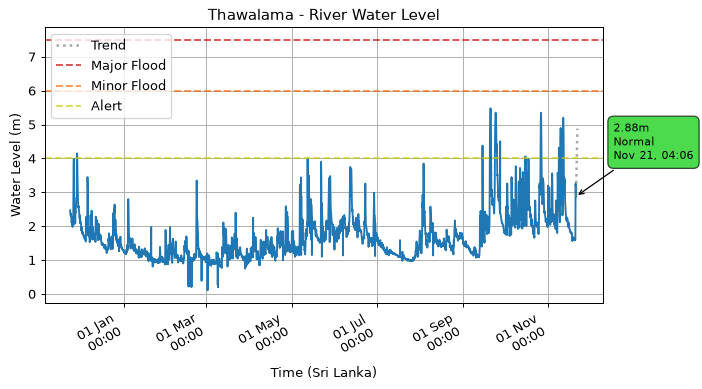 Thawalama - River Water Level
Trend
Major Flood
Minor Flood
Alert
7
6
5
4
3
2
1
0
Water Level (m)
2.88m
Normal
Nov 21, 04:06
01 Jan
00:00
01 Mar
00:00
01 May
00:00
01 Jul
00:00
01 Sep
00:00
01 Nov
00:00
Time (Sri Lanka)